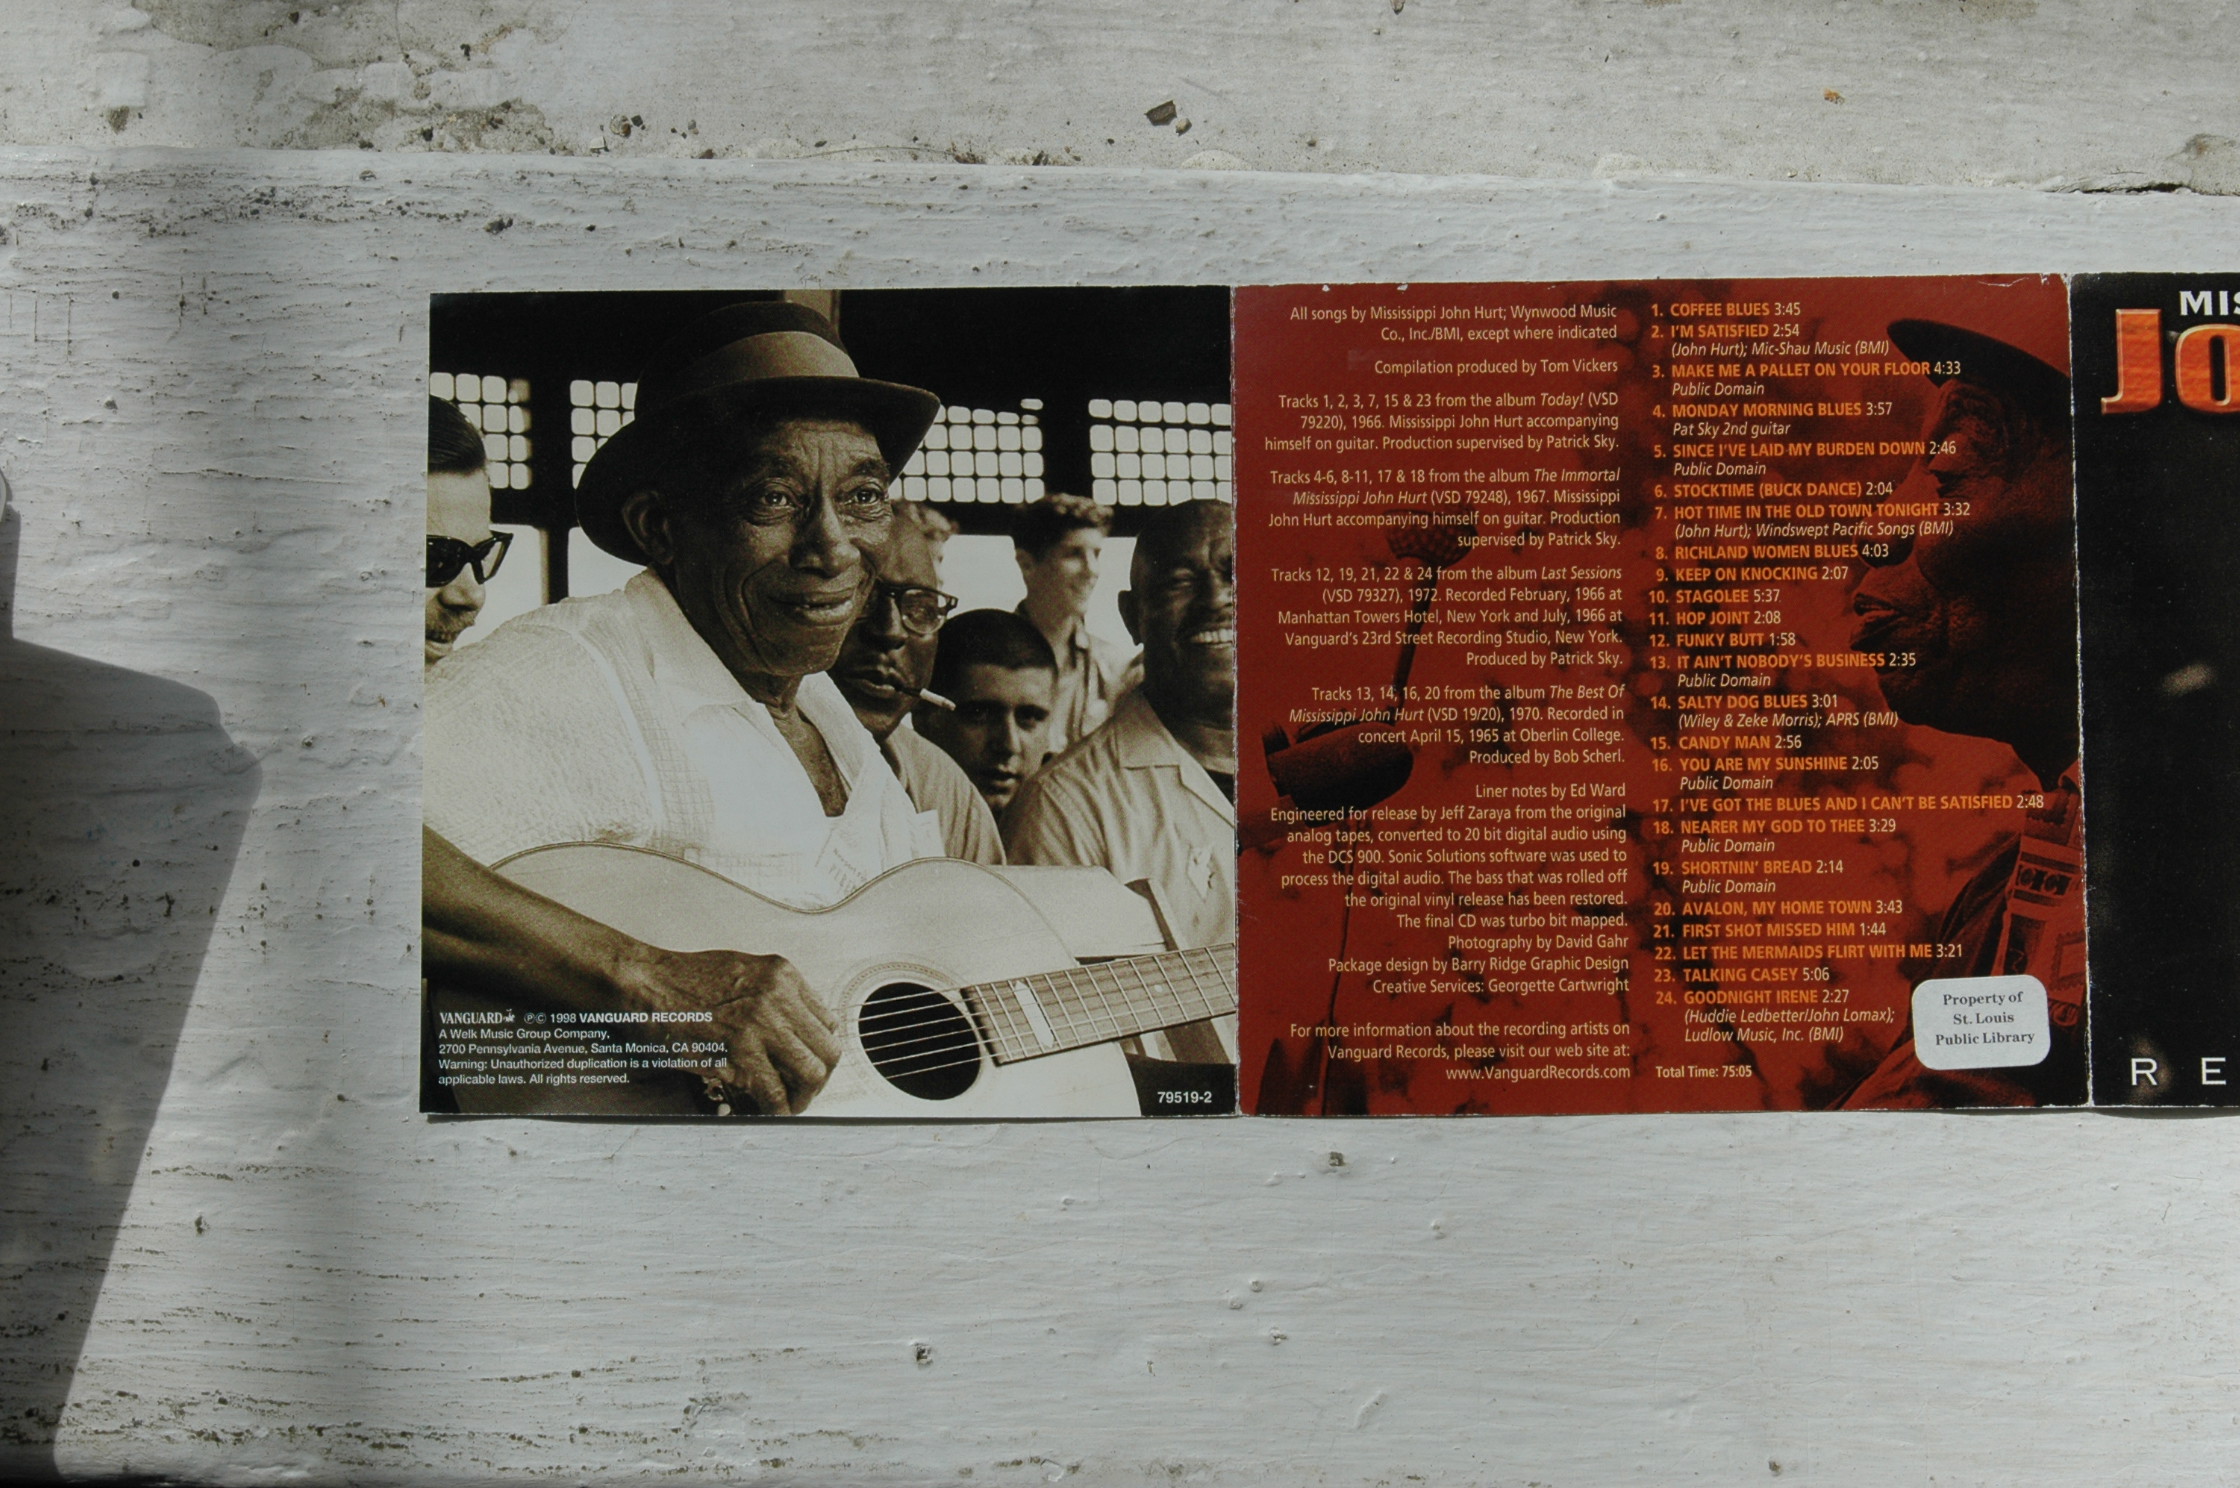 VANGUARD ℗© 1998 VANGUARD RECORDS
A Welk Music Group Company,
2700 Pennsylvania Avenue, Santa Monica, CA 90404.
Warning: Unauthorized duplication is a violation of all
applicable laws. All rights reserved.
79519-2
All songs by Mississippi John Hurt; Wynwood Music
Co., Inc./BMI, except where indicated
Compilation produced by Tom Vickers
Tracks 1, 2, 3, 7, 15 & 23 from the album Today! (VSD
79220), 1966. Mississippi John Hurt accompanying
himself on guitar. Production supervised by Patrick Sky.
Tracks 4-6, 8-11, 17 & 18 from the album The Immortal
Mississippi John Hurt (VSD 79248), 1967. Mississippi
John Hurt accompanying himself on guitar. Production
supervised by Patrick Sky.
Tracks 12, 19, 21, 22 & 24 from the album Last Sessions
(VSD 79327), 1972. Recorded February, 1966 at
Manhattan Towers Hotel, New York and July, 1966 at
Vanguard's 23rd Street Recording Studio, New York.
Produced by Patrick Sky.
Tracks 13, 14, 16, 20 from the album The Best Of
Mississippi John Hurt (VSD 19/20), 1970. Recorded in
concert April 15, 1965 at Oberlin College.
Produced by Bob Scherl.
Liner notes by Ed Ward
Engineered for release by Jeff Zaraya from the original
analog tapes, converted to 20 bit digital audio using
the DCS 900. Sonic Solutions software was used to
process the digital audio. The bass that was rolled off
the original vinyl release has been restored.
The final CD was turbo bit mapped.
Photography by David Gahr
Package design by Barry Ridge Graphic Design
Creative Services: Georgette Cartwright
For more information about the recording artists on
Vanguard Records, please visit our web site at:
www.VanguardRecords.com
1. COFFEE BLUES 3:45
2. I'M SATISFIED 2:54
(John Hurt); Mic-Shau Music (BMI)
3. MAKE ME A PALLET ON YOUR FLOOR 4:33
Public Domain
4. MONDAY MORNING BLUES 3:57
Pat Sky 2nd guitar
5. SINCE I'VE LAID MY BURDEN DOWN 2:46
Public Domain
6. STOCKTIME (BUCK DANCE) 2:04
7. HOT TIME IN THE OLD TOWN TONIGHT 3:32
(John Hurt); Windswept Pacific Songs (BMI)
8. RICHLAND WOMEN BLUES 4:03
9. KEEP ON KNOCKING 2:07
10. STAGOLEE 5:37
11. HOP JOINT 2:08
12. FUNKY BUTT 1:58
13. IT AIN'T NOBODY'S BUSINESS 2:35
Public Domain
14. SALTY DOG BLUES 3:01
(Wiley & Zeke Morris); APRS (BMI)
15. CANDY MAN 2:56
16. YOU ARE MY SUNSHINE 2:05
Public Domain
17. I'VE GOT THE BLUES AND I CAN'T BE SATISFIED 2:48
18. NEARER MY GOD TO THEE 3:29
Public Domain
19. SHORTNIN' BREAD 2:14
Public Domain
20. AVALON, MY HOME TOWN 3:43
21. FIRST SHOT MISSED HIM 1:44
22. LET THE MERMAIDS FLIRT WITH ME 3:21
23. TALKING CASEY 5:06
24. GOODNIGHT IRENE 2:27
(Huddie Ledbetter/John Lomax);
Ludlow Music, Inc. (BMI)
Total Time: 75:05
Property of
St. Louis
Public Library
MIS
JO
R E